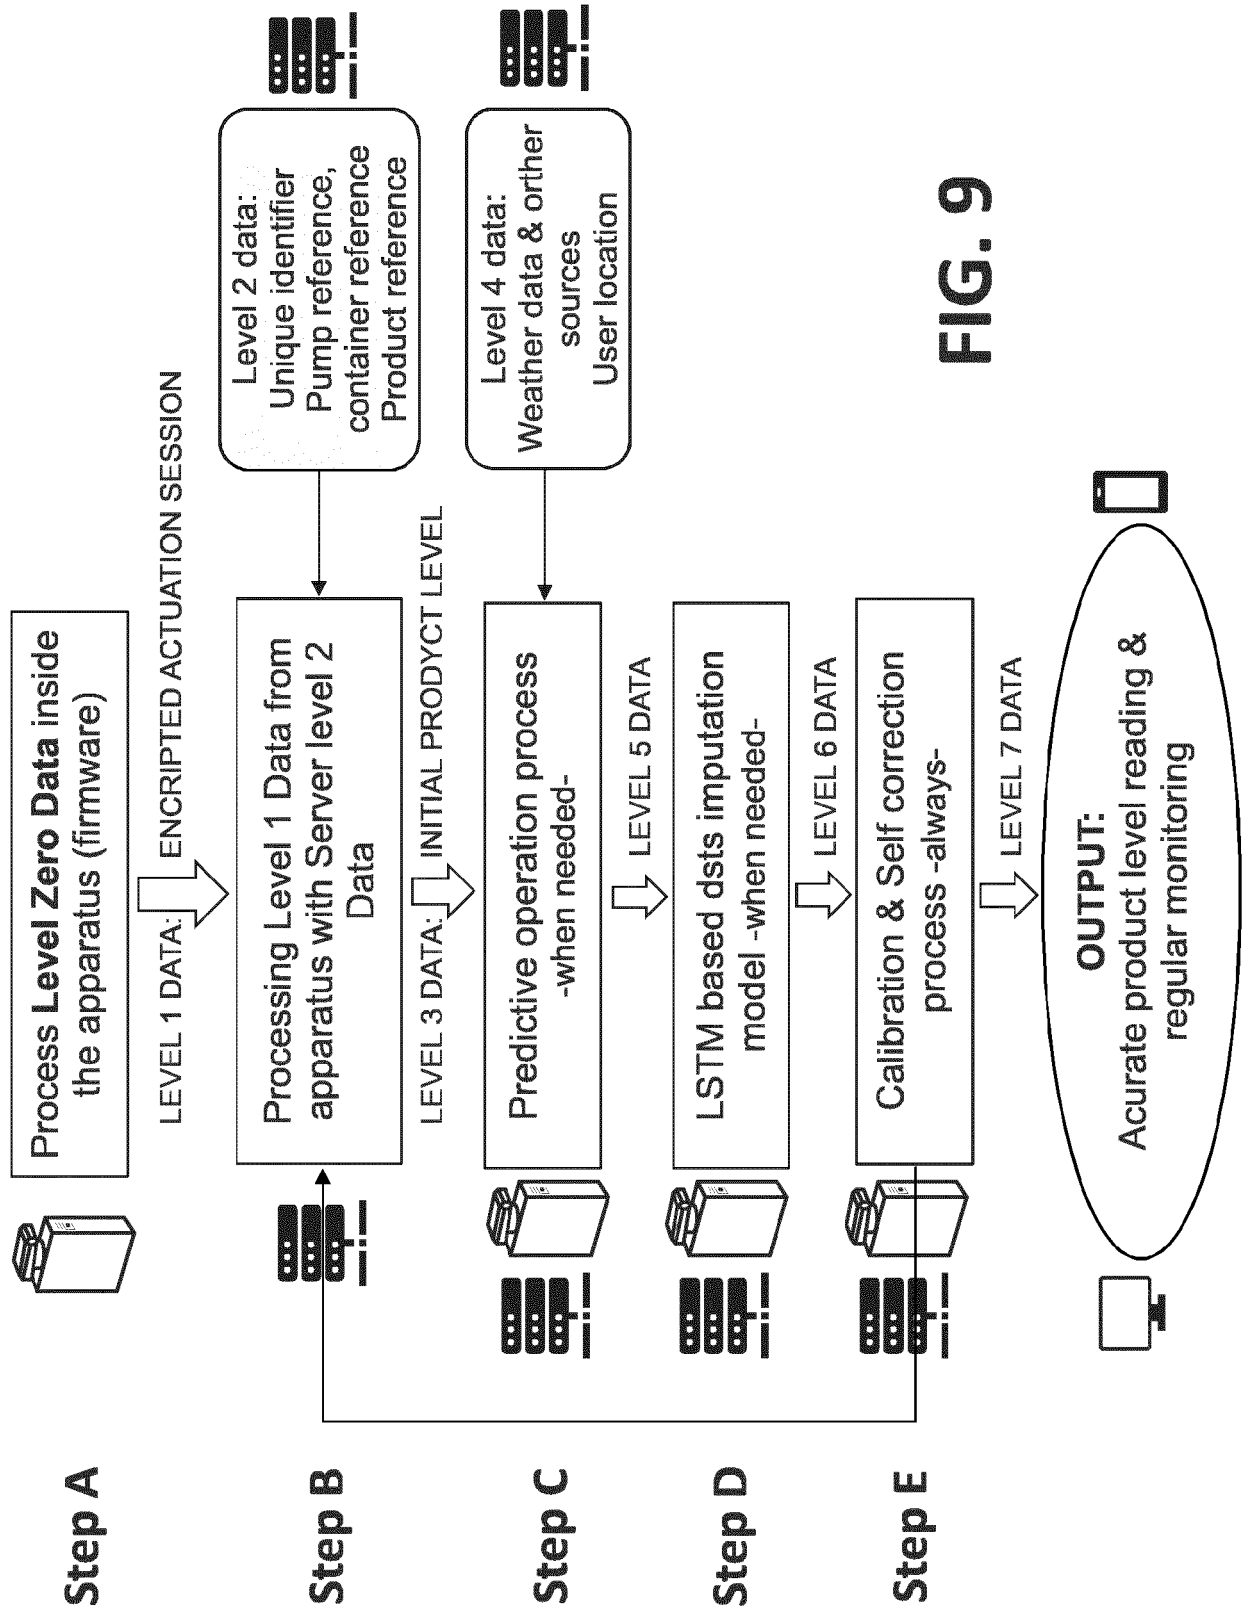 Step A
Process Level Zero Data inside
the apparatus (firmware)
LEVEL 1 DATA: ENCRIPTED ACTUATION SESSION
Step B
Processing Level 1 Data from
apparatus with Server level 2
Data
Level 2 data:
Unique identifier
Pump reference,
container reference
Product reference
LEVEL 3 DATA: INITIAL PRODYCT LEVEL
Step C
Predictive operation process
-when needed-
Level 4 data:
Weather data & orther
sources
User location
LEVEL 5 DATA
Step D
LSTM based dsts imputation
model -when needed-
LEVEL 6 DATA
Step E
Calibration & Self correction
process -always-
LEVEL 7 DATA
OUTPUT:
Acurate product level reading &
regular monitoring
FIG. 9